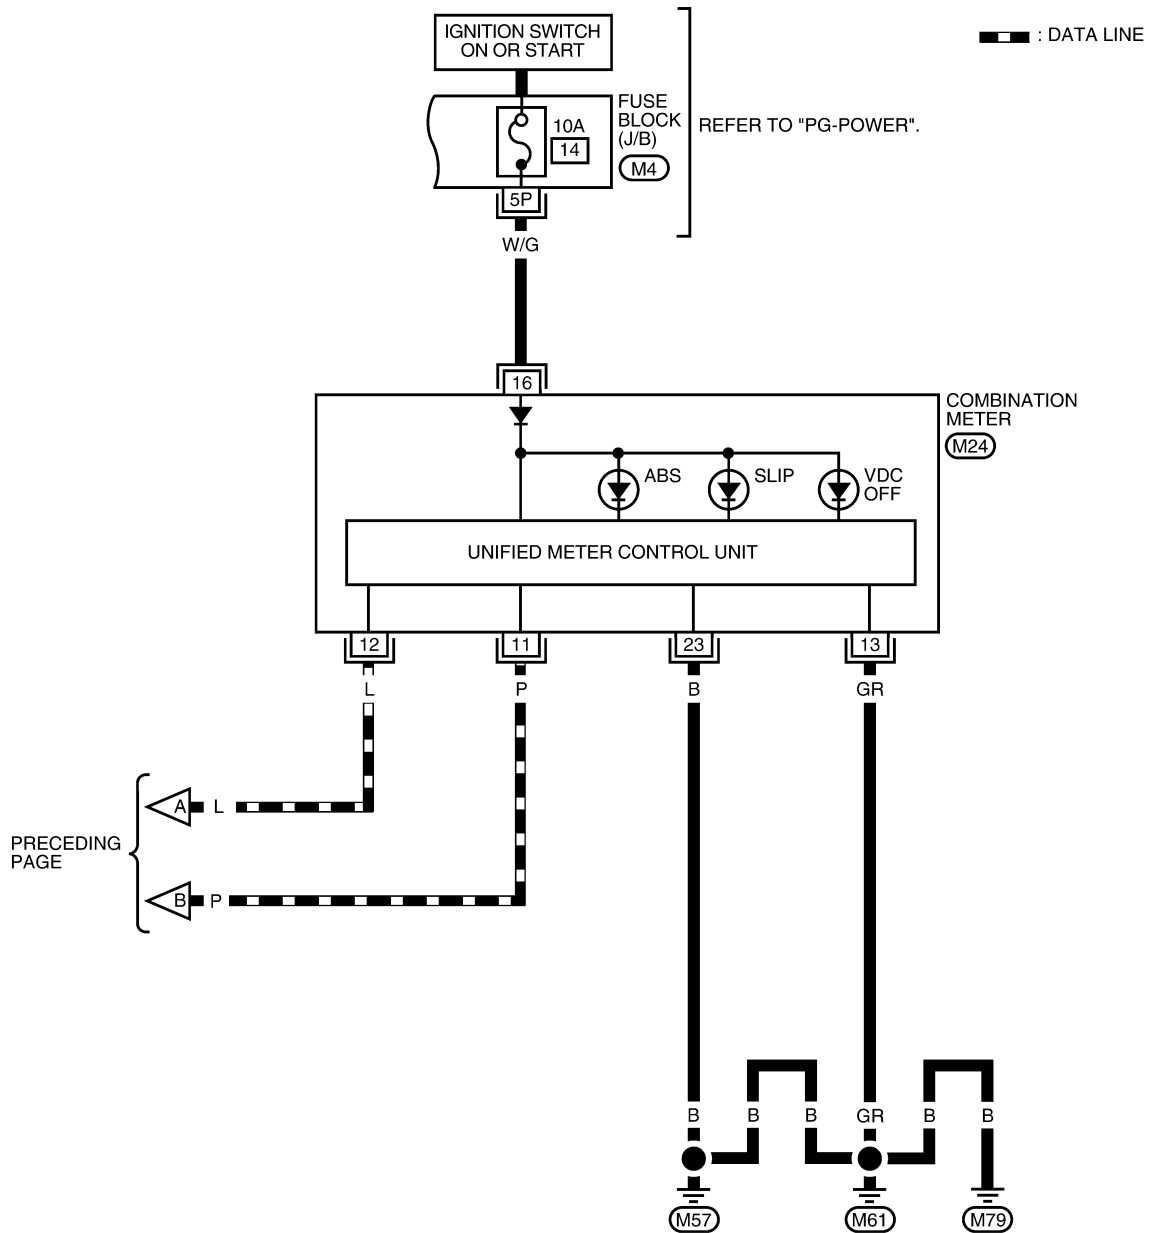 IGNITION SWITCH
ON OR START
: DATA LINE
FUSE
BLOCK
(J/B)
M4
10A
14
REFER TO "PG-POWER".
5P
W/G
16
COMBINATION
METER
M24
ABS
SLIP
VDC
OFF
UNIFIED METER CONTROL UNIT
12
11
23
13
L
P
B
GR
A
L
PRECEDING
PAGE
B
P
B
B
B
GR
B
B
M57
M61
M79